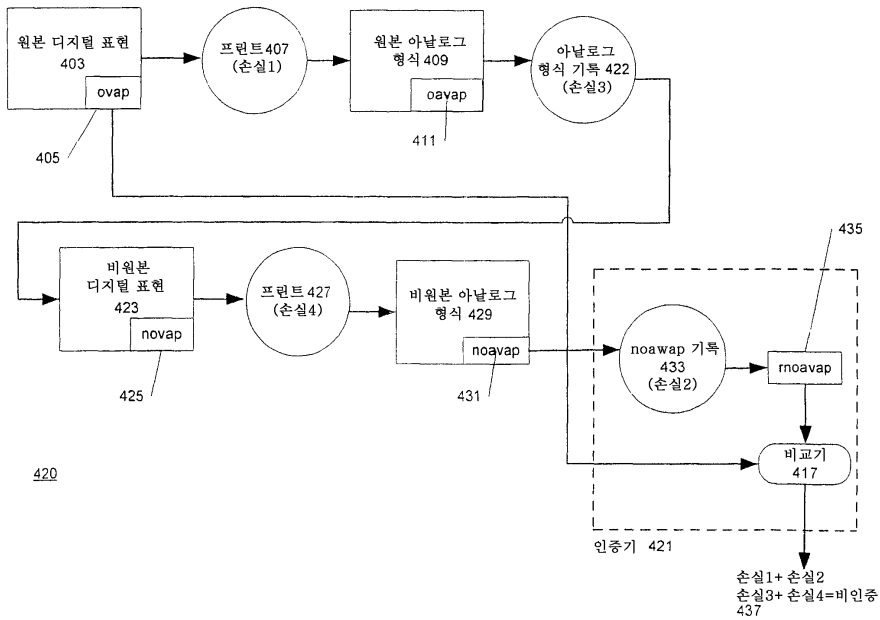 원본 디지털 표현
403
ovap
405
프린트 407
(손실1)
원본 아날로그
형식 409
oavap
411
아날로그
형식 기록 422
(손실3)
비원본
디지털 표현
423
novap
425
프린트 427
(손실4)
비원본 아날로그
형식 429
noavap
431
435
noawap 기록
433
(손실2)
rnoavap
비교기
417
420
인증기 421
손실1+ 손실2
손실3+ 손실4=비인증
437